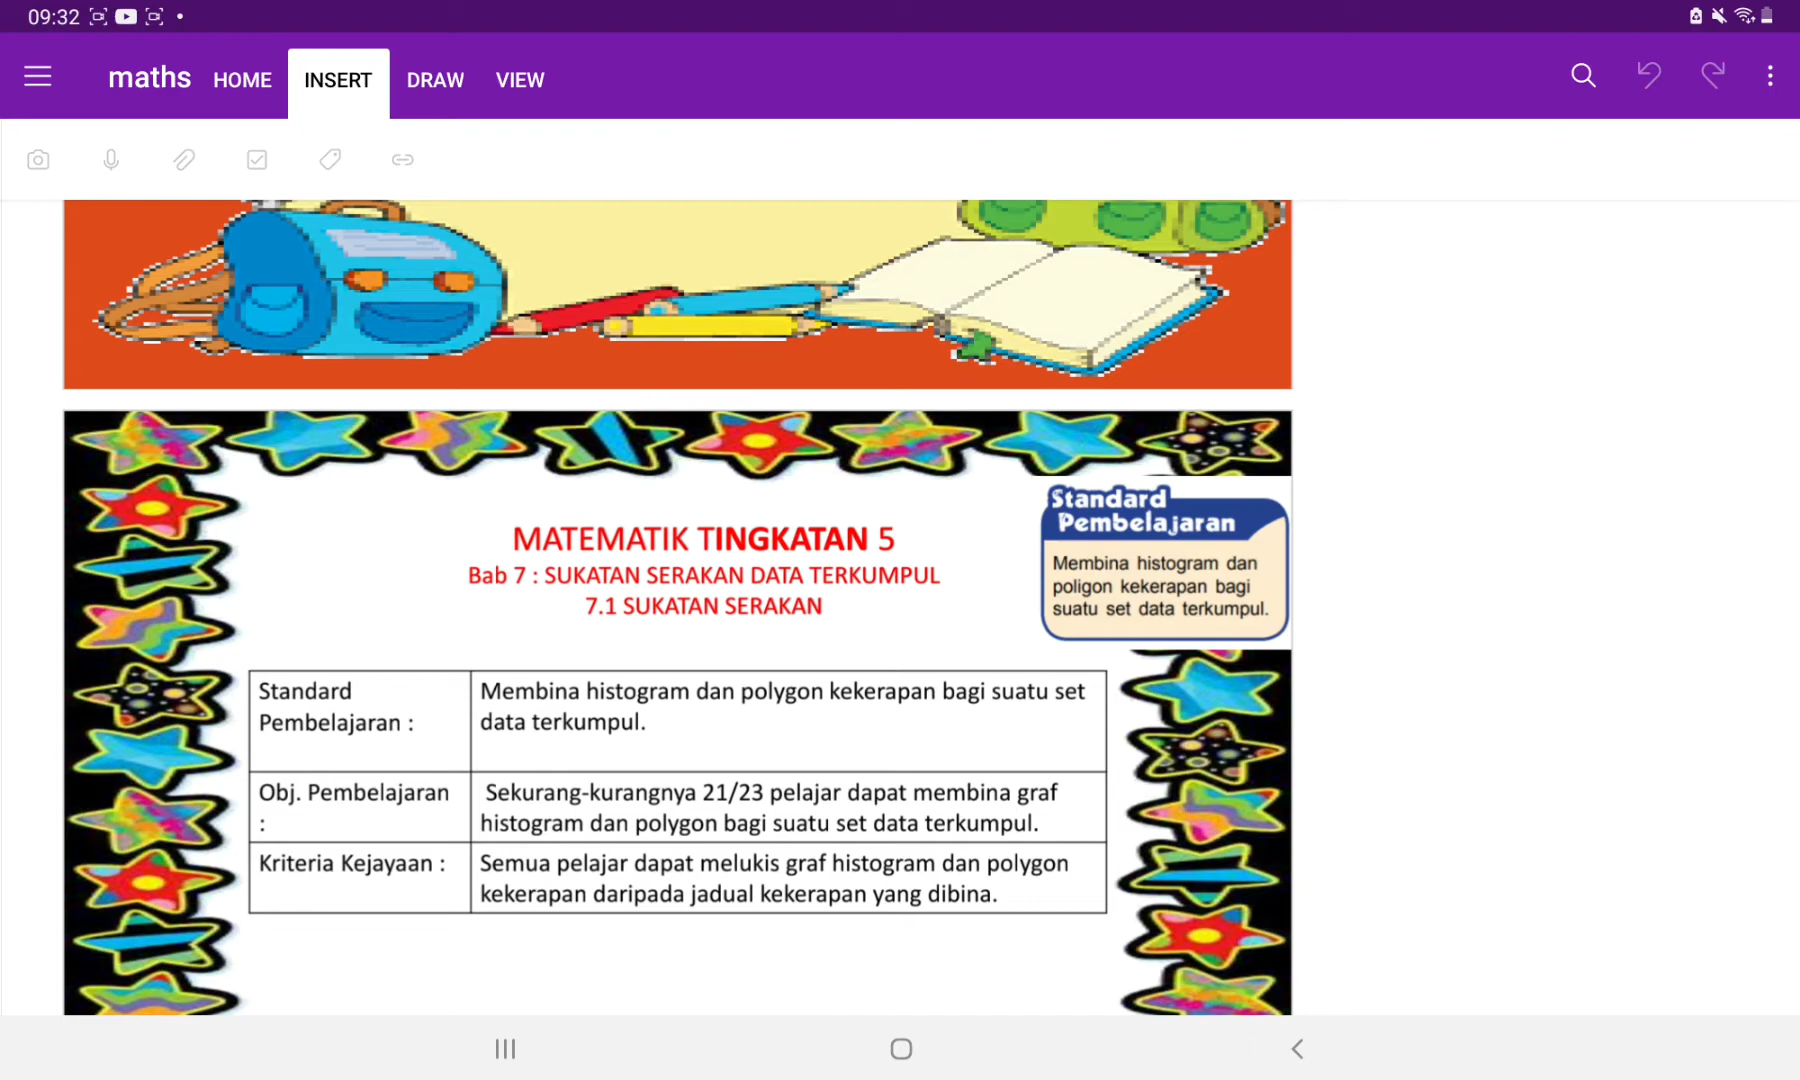 09:32
maths HOME INSERT DRAW VIEW
MATEMATIK TINGKATAN 5
Bab 7 : SUKATAN SERAKAN DATA TERKUMPUL
7.1 SUKATAN SERAKAN
Standard
Pembelajaran
Membina histogram dan
poligon kekerapan bagi
suatu set data terkumpul.
Standard
Pembelajaran :
Membina histogram dan polygon kekerapan bagi suatu set
data terkumpul.
Obj. Pembelajaran
:
Sekurang-kurangnya 21/23 pelajar dapat membina graf
histogram dan polygon bagi suatu set data terkumpul.
Kriteria Kejayaan :
Semua pelajar dapat melukis graf histogram dan polygon
kekerapan daripada jadual kekerapan yang dibina.